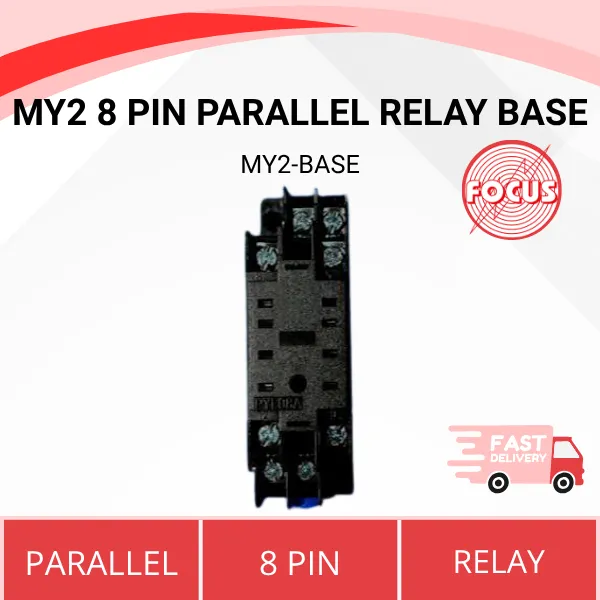 MY2 8 PIN PARALLEL RELAY BASE
MY2-BASE
FOCUS
FAST
DELIVERY
PARALLEL
8 PIN
RELAY